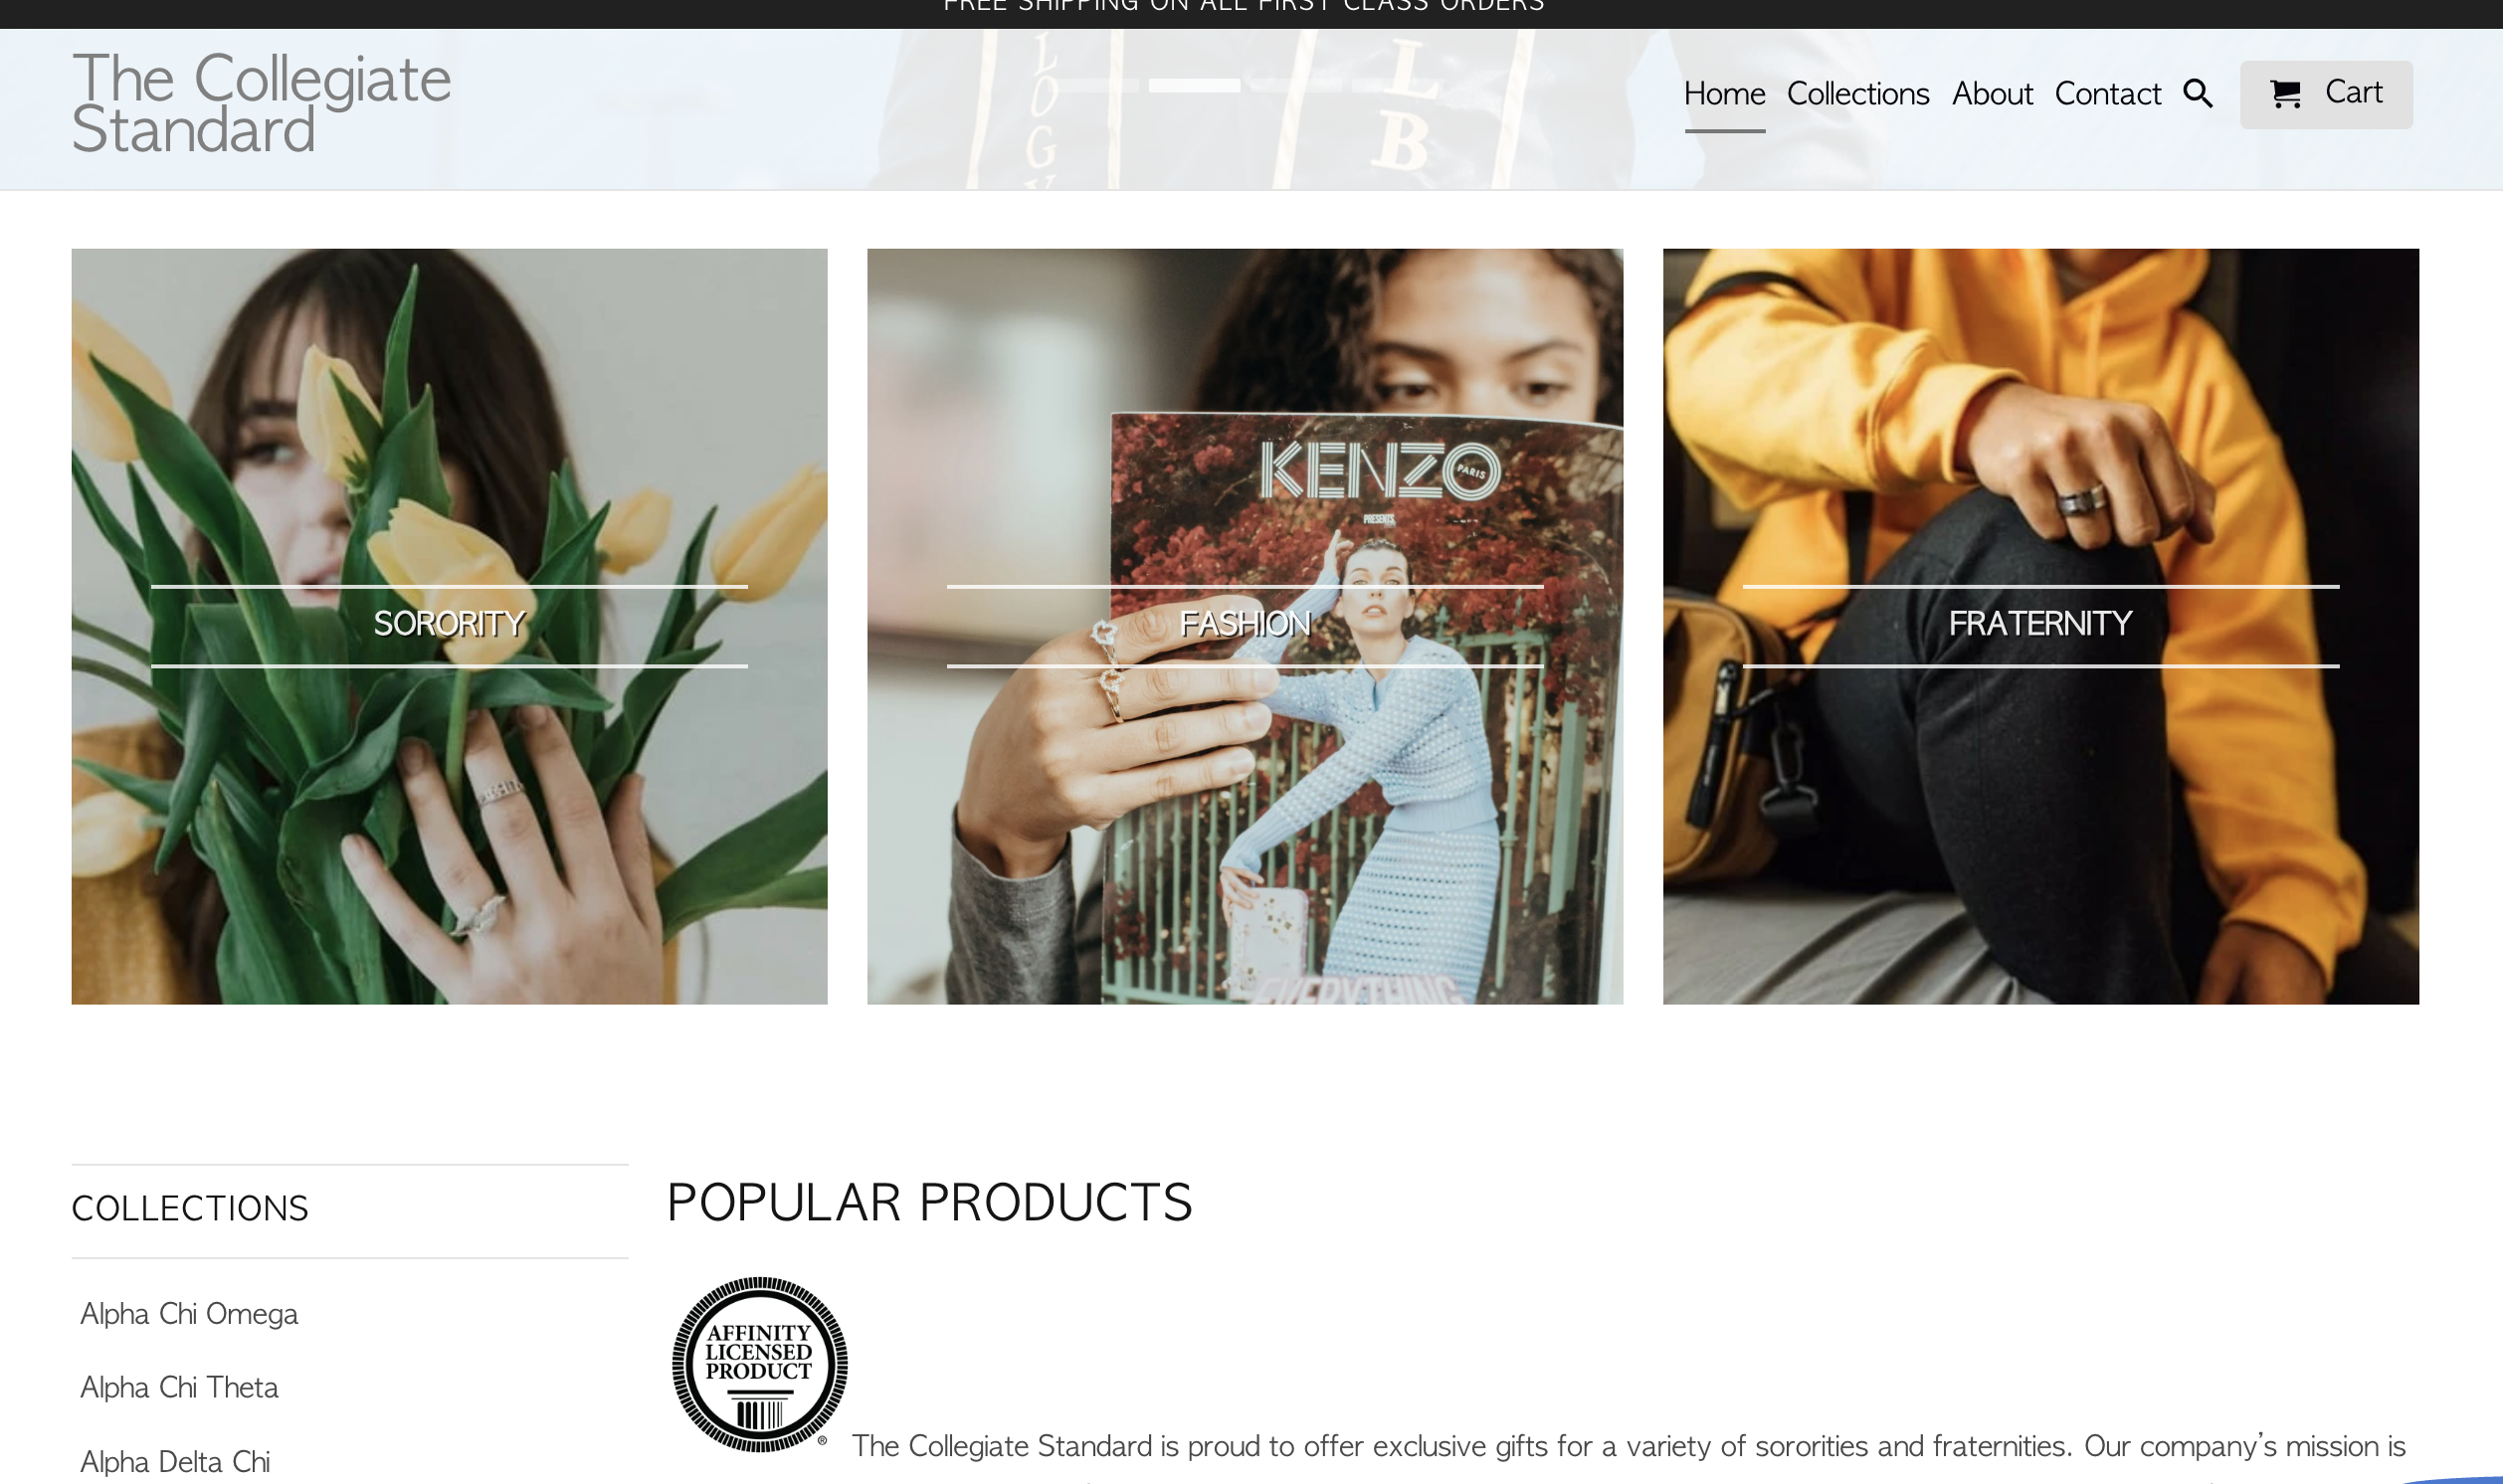 FREE SHIPPING ON ALL FIRST CLASS ORDERS
The Collegiate
Standard
Home Collections About Contact Cart
L
O
G
L
B
KENZO
PARIS
PRESENTS
SORORITY
FASHION
FRATERNITY
EVERYTHING
COLLECTIONS
Alpha Chi Omega
Alpha Chi Theta
Alpha Delta Chi
POPULAR PRODUCTS
AFFINITY
LICENSED
PRODUCT
®
The Collegiate Standard is proud to offer exclusive gifts for a variety of sororities and fraternities. Our company's mission is